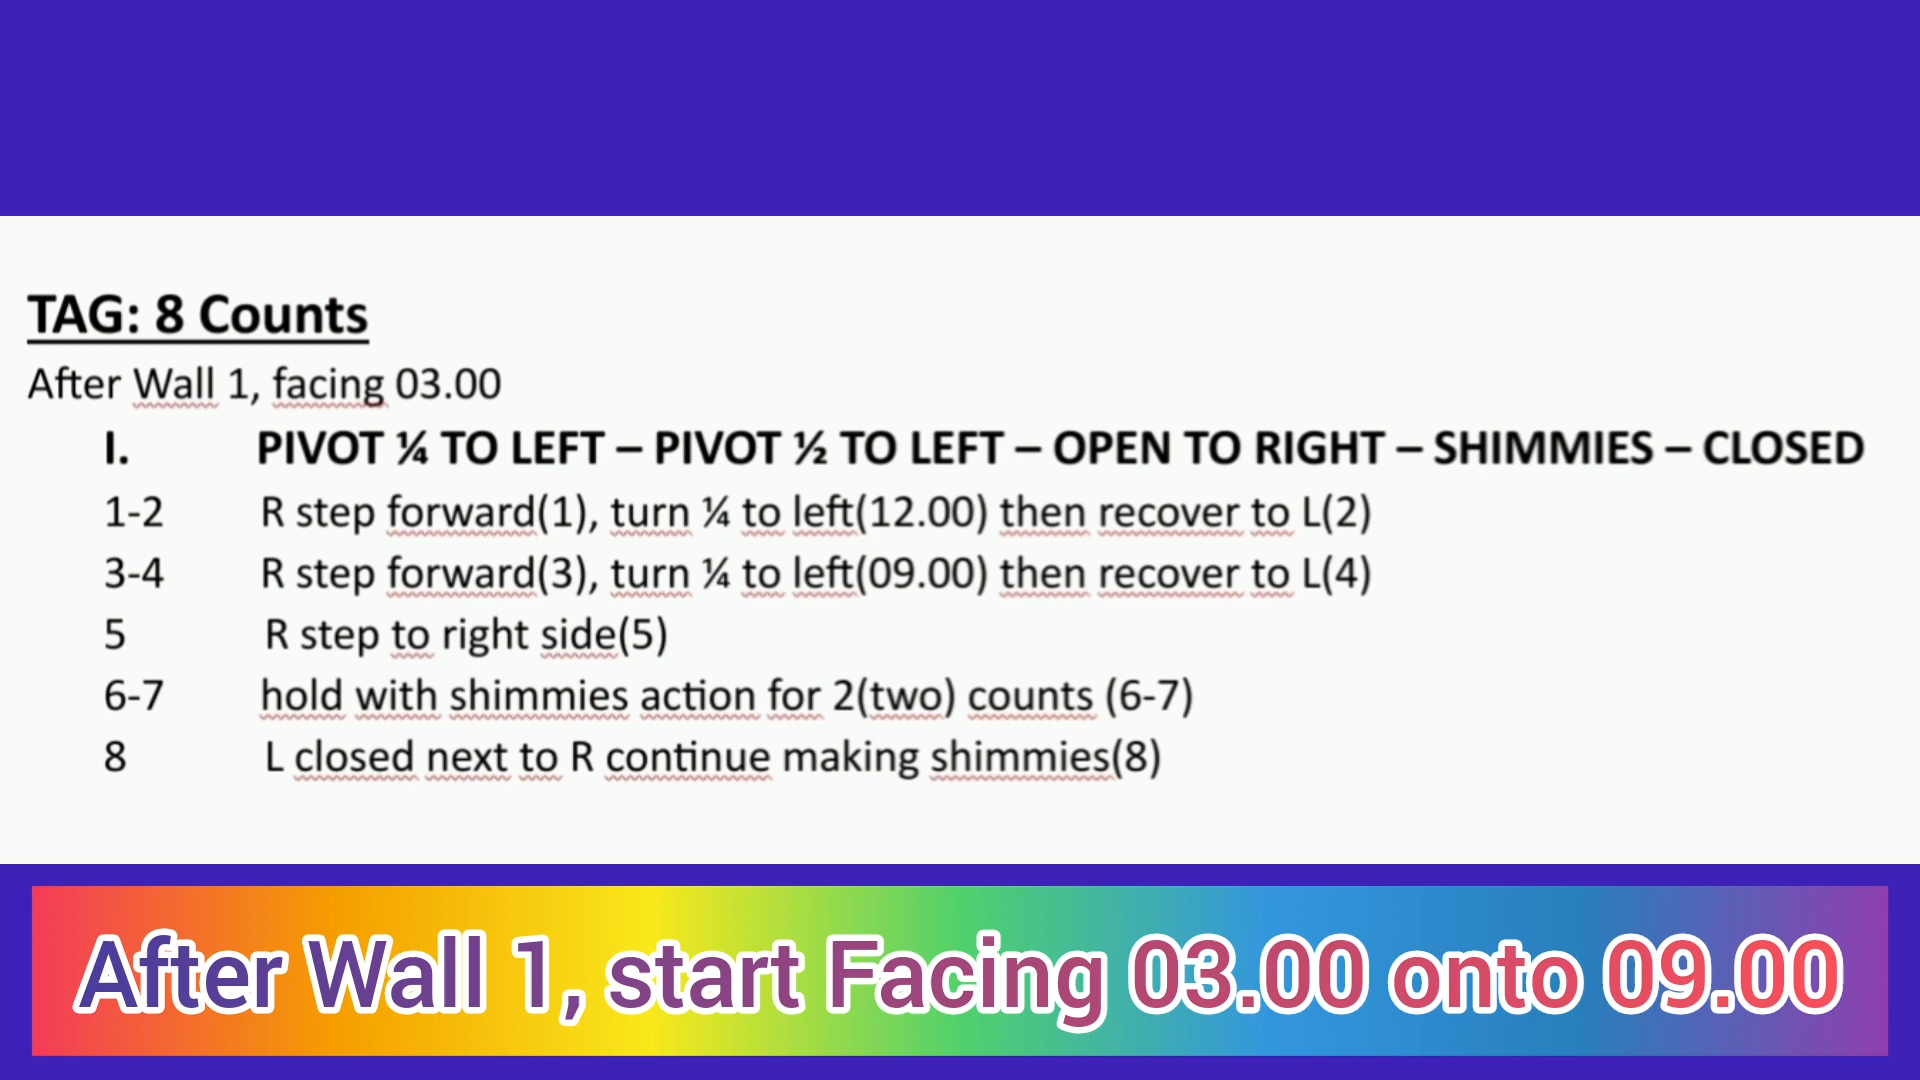 TAG: 8 Counts
After Wall 1, facing 03.00
I. PIVOT ¼ TO LEFT – PIVOT ½ TO LEFT – OPEN TO RIGHT – SHIMMIES – CLOSED
1-2 R step forward(1), turn ¼ to left(12.00) then recover to L(2)
3-4 R step forward(3), turn ¼ to left(09.00) then recover to L(4)
5 R step to right side(5)
6-7 hold with shimmies action for 2(two) counts (6-7)
8 L closed next to R continue making shimmies(8)
After Wall 1, start Facing 03.00 onto 09.00